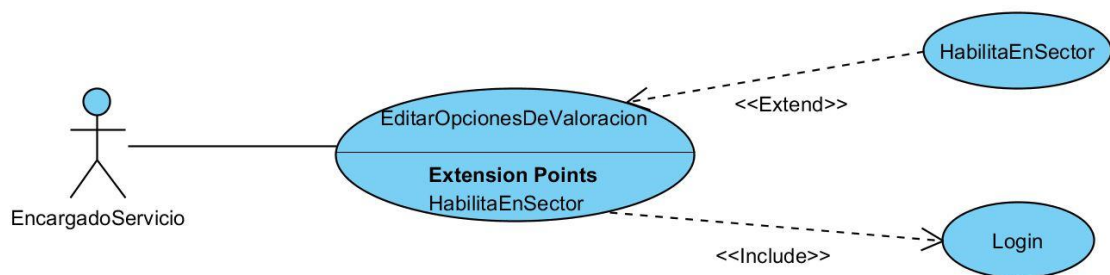 HabilitaEnSector
<<Extend>>
EditarOpcionesDeValoracion
Extension Points
HabilitaEnSector
EncargadoServicio
<<Include>>
Login